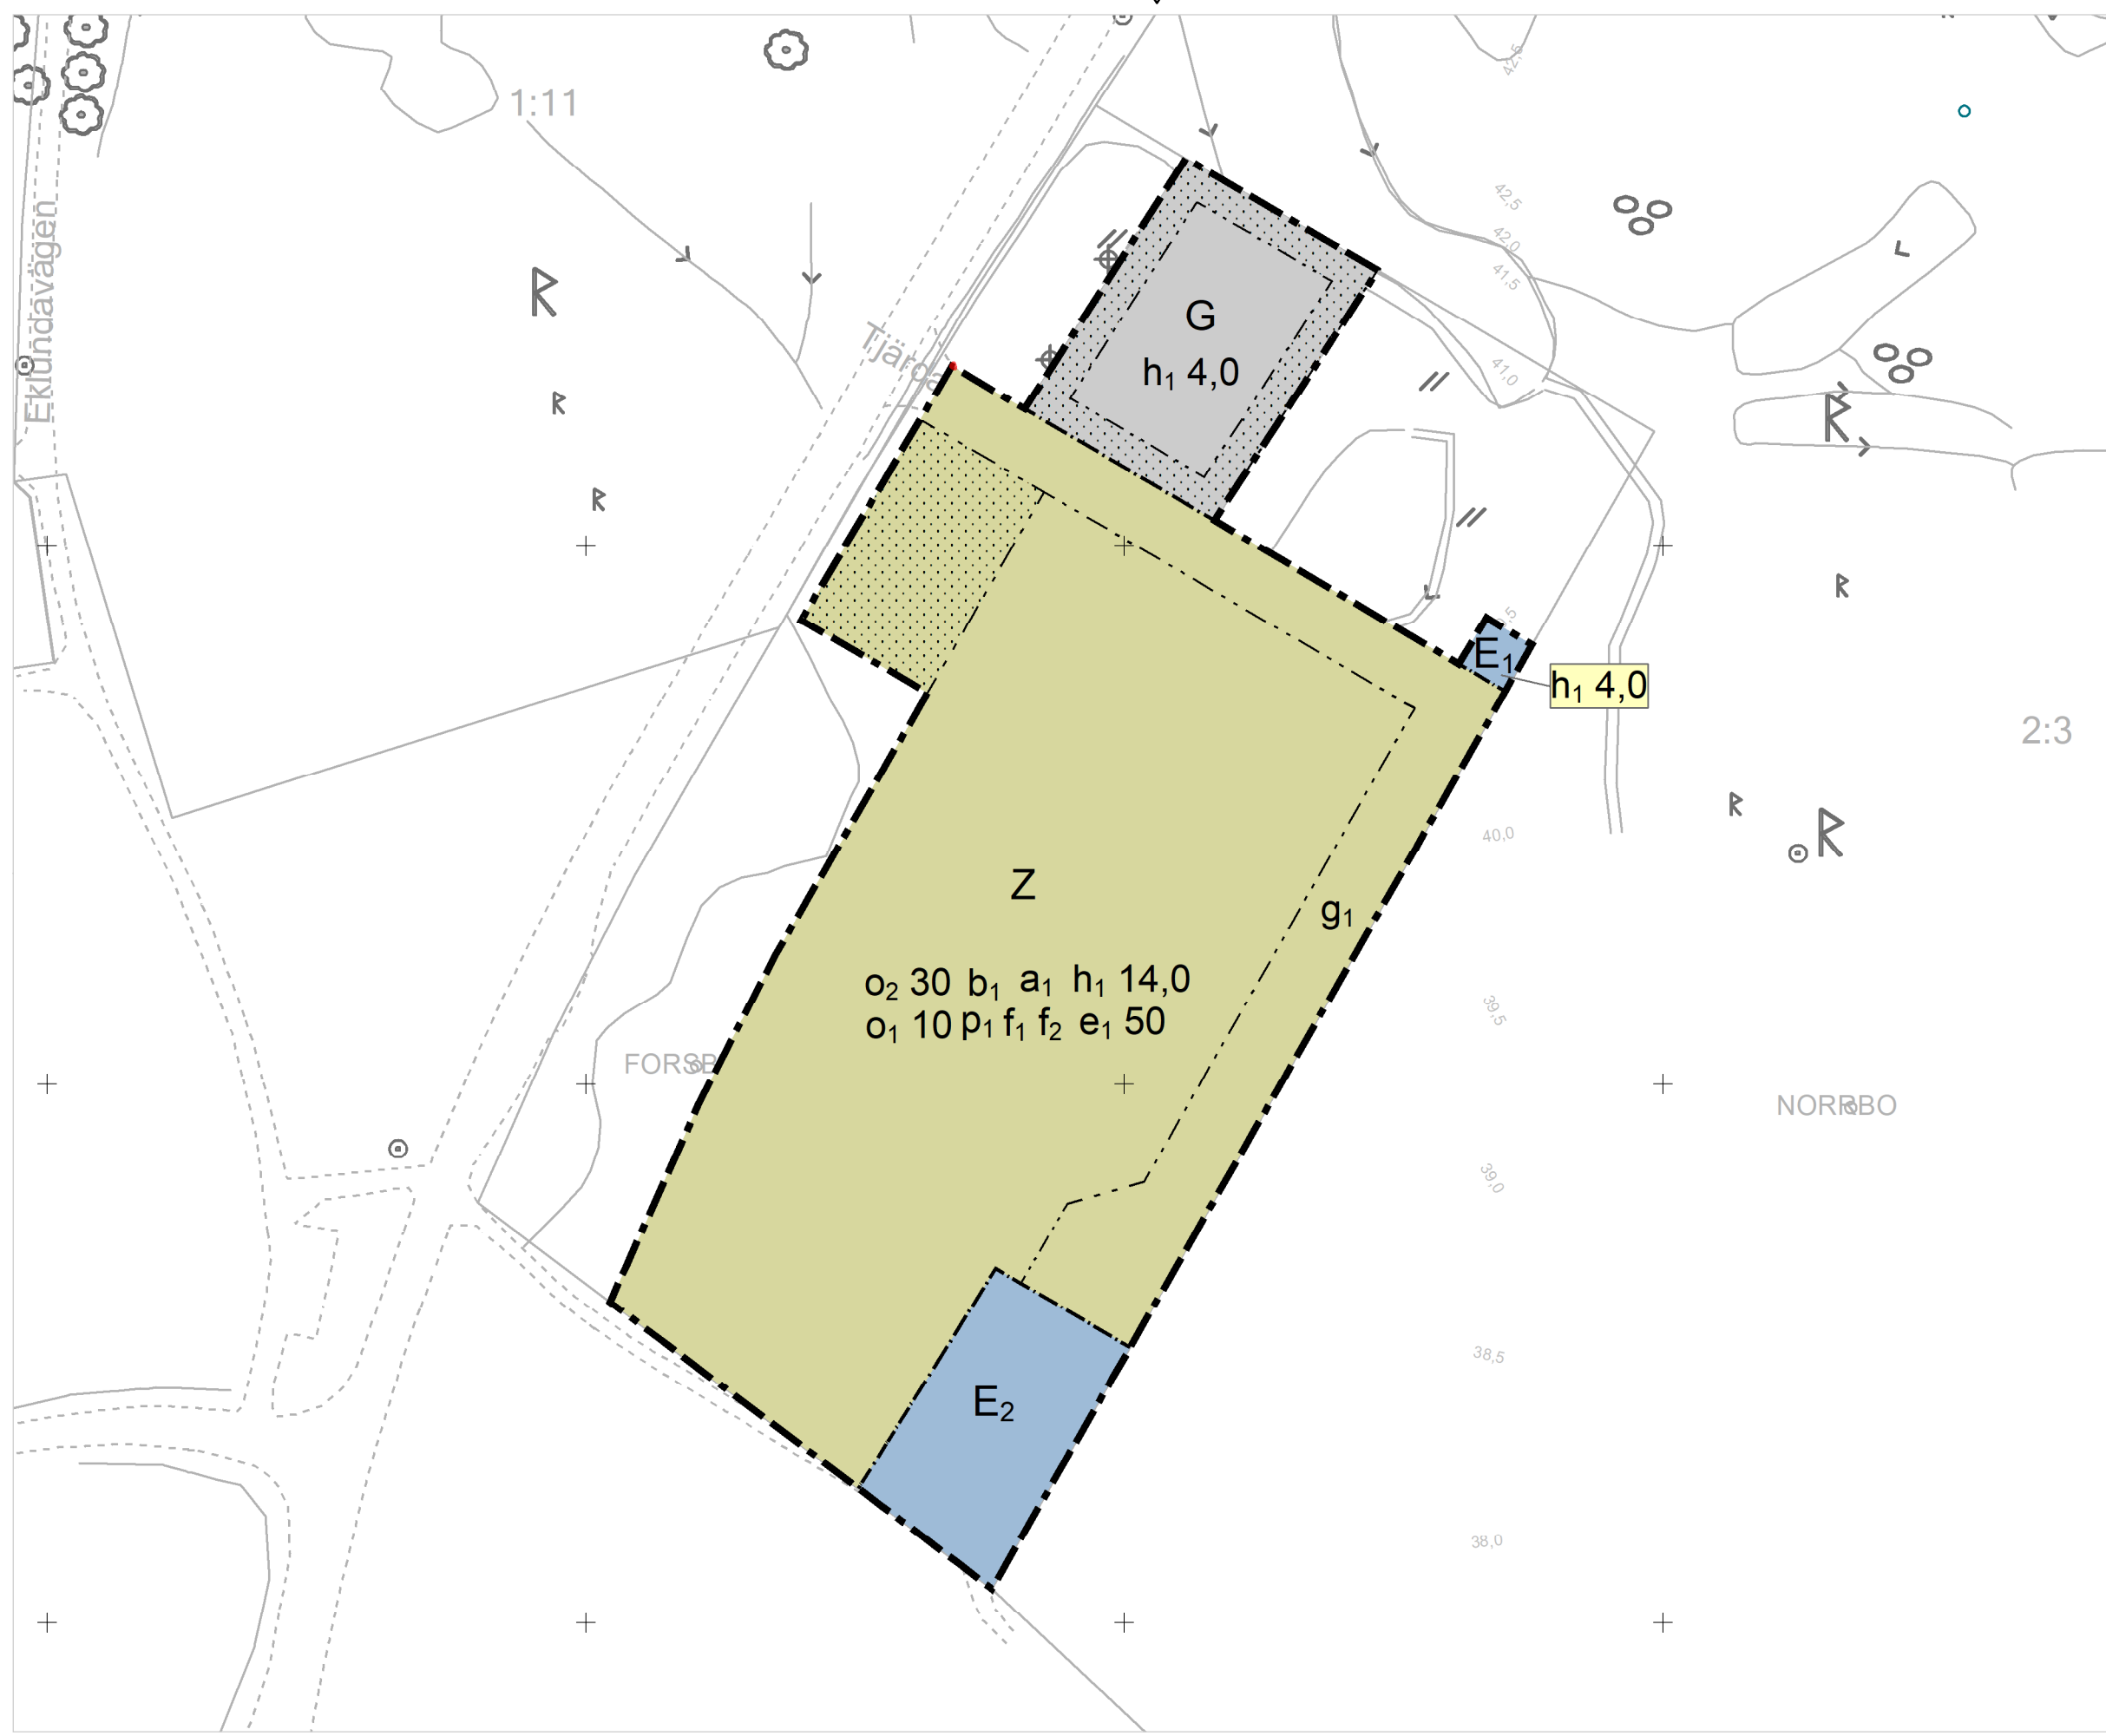 1:11
42,5
42,5
42,0
41,5
Eklundavägen
G
h₁ 4,0
41,0
E₁
h₁ 4,0
2:3
40,0
Z
g₁
o₂ 30 b₁ a₁ h₁ 14,0
o₁ 10 p₁ f₁ f₂ e₁ 50
39,5
NORRBO
39,0
38,5
E₂
38,0